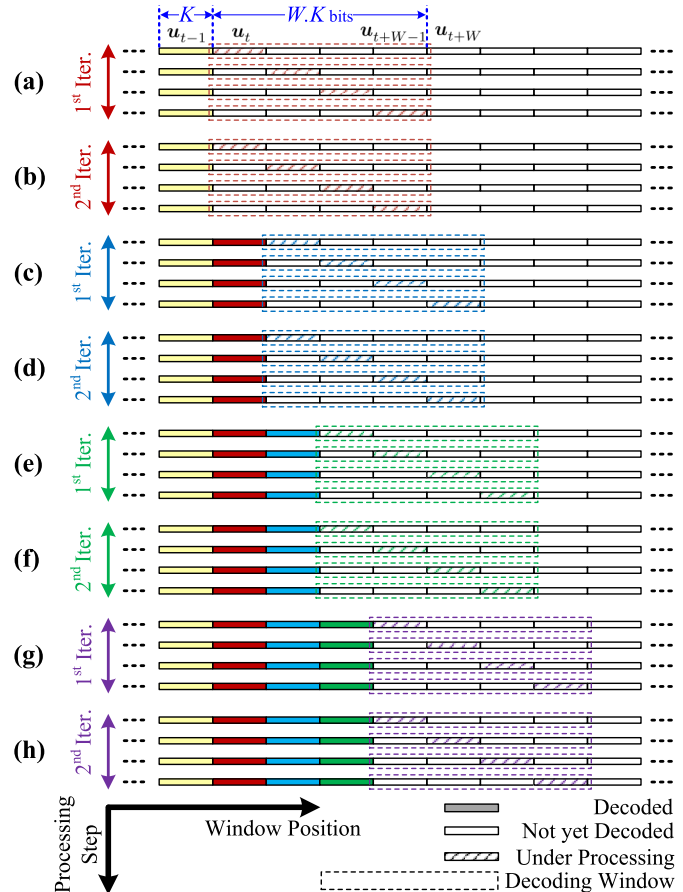 K W.K bits
u_{t-1} u_t u_{t+W-1} u_{t+W}
(a) 1st Iter.
(b) 2nd Iter.
(c) 1st Iter.
(d) 2nd Iter.
(e) 1st Iter.
(f) 2nd Iter.
(g) 1st Iter.
(h) 2nd Iter.
Processing
Step
Window Position
Decoded
Not yet Decoded
Under Processing
Decoding Window